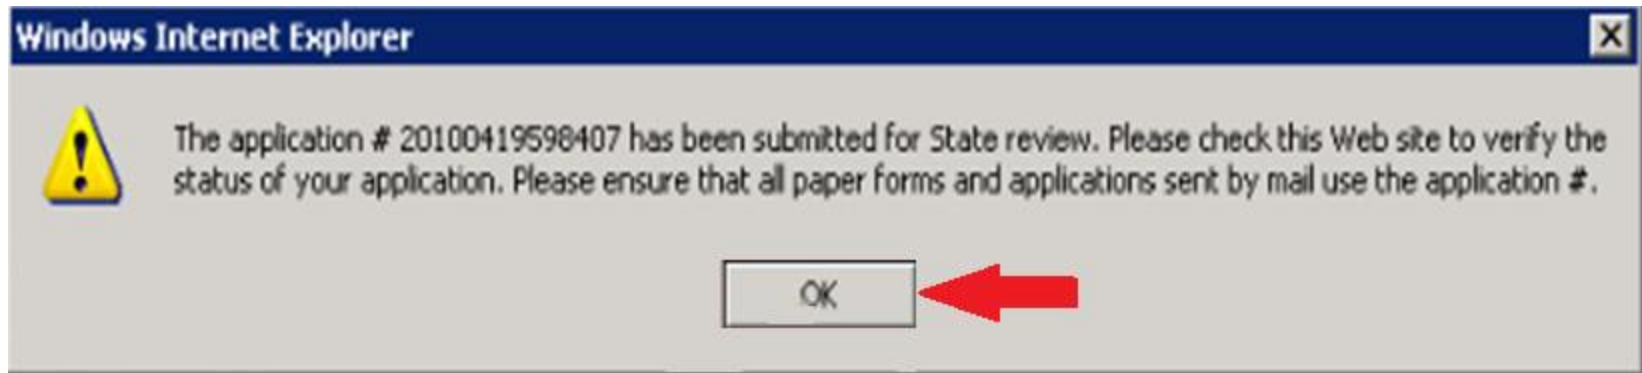 Windows Internet Explorer
The application # 20100419598407 has been submitted for State review. Please check this Web site to verify the
status of your application. Please ensure that all paper forms and applications sent by mail use the application #.
OK